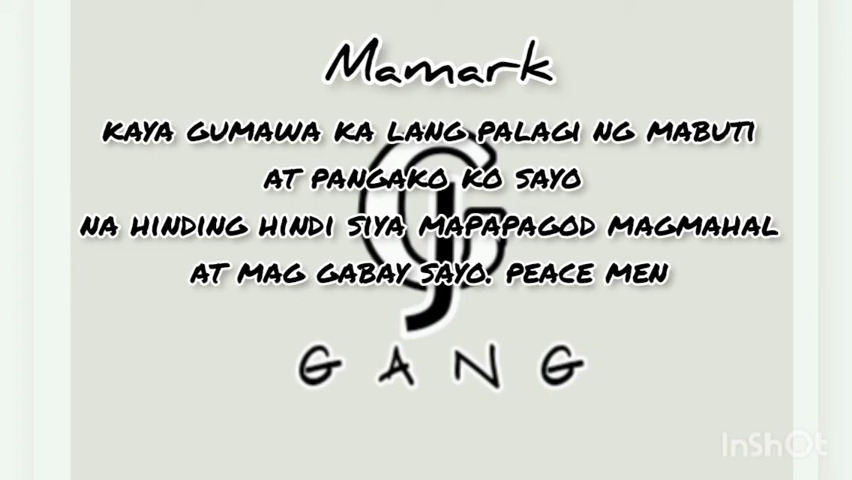 Mamark
KAYA GUMAWA KA LANG PALAGI NG MABUTI
AT PANGAKO KO SAYO
NA HINDING HINDI SIYA MAPAPAGOD MAGMAHAL
AT MAG GABAY SAYO. PEACE MEN
GJ
GANG
InShOt